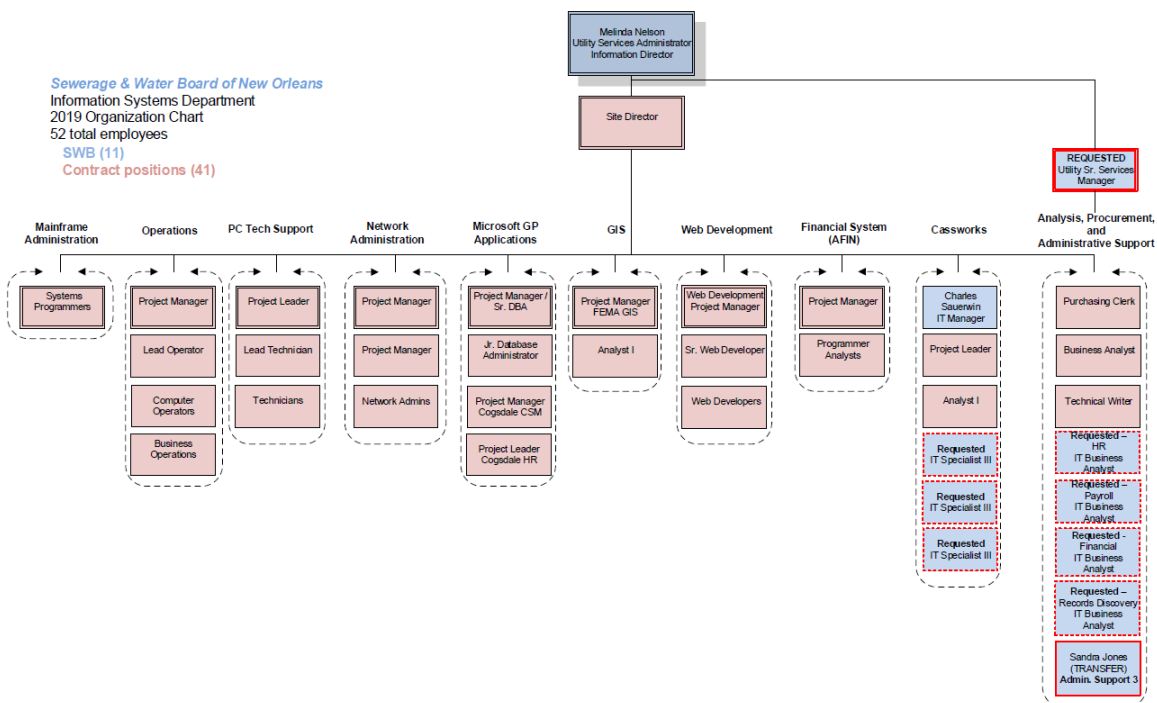 Melinda Nelson
Utility Services Administrator
Information Director
Sewerage & Water Board of New Orleans
Information Systems Department
2019 Organization Chart
52 total employees
SWB (11)
Contract positions (41)
Site Director
REQUESTED
Utility Sr. Services
Manager
Mainframe
Administration
Operations
PC Tech Support
Network
Administration
Microsoft GP
Applications
GIS
Web Development
Financial System
(AFIN)
Cassworks
Analysis, Procurement,
and
Administrative Support
Systems
Programmers
Project Manager
Lead Operator
Computer
Operators
Business
Operations
Project Leader
Lead Technician
Technicians
Project Manager
Project Manager
Network Admins
Project Manager /
Sr. DBA
Jr. Database
Administrator
Project Manager
Cogsdale CSM
Project Leader
Cogsdale HR
Project Manager
FEMA GIS
Analyst I
Web Development
Project Manager
Sr. Web Developer
Web Developers
Project Manager
Programmer
Analysts
Charles
Sauerwin
IT Manager
Project Leader
Analyst I
Requested
IT Specialist III
Requested
IT Specialist III
Requested
IT Specialist III
Purchasing Clerk
Business Analyst
Technical Writer
Requested –
HR
IT Business
Analyst
Requested –
Payroll
IT Business
Analyst
Requested -
Financial
IT Business
Analyst
Requested –
Records Discovery
IT Business
Analyst
Sandra Jones
(TRANSFER)
Admin. Support 3